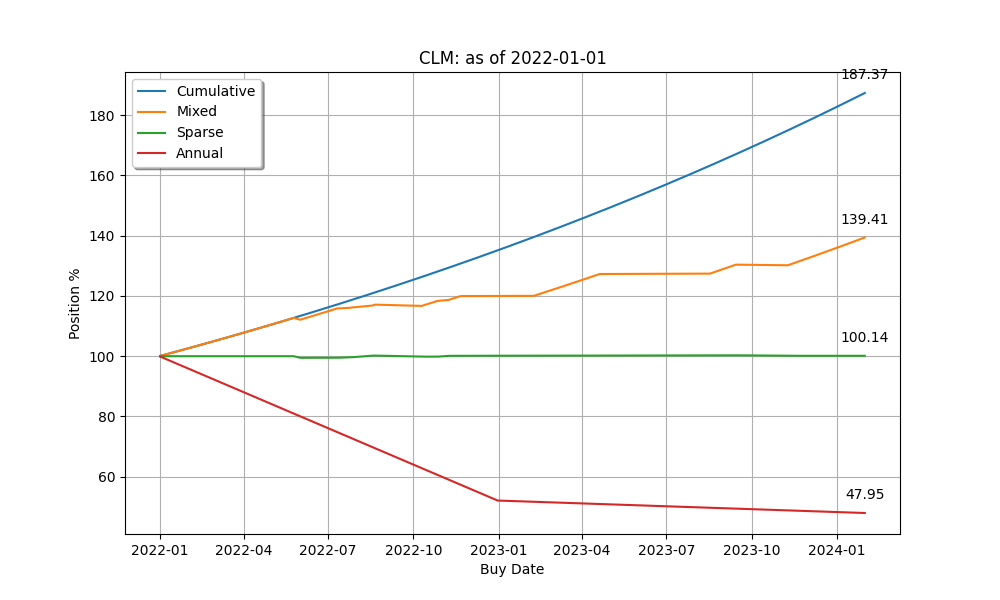 CLM: as of 2022-01-01
187.37
Cumulative
Mixed
Sparse
Annual
180
160
140
120
100
80
60
139.41
100.14
47.95
Position %
2022-01 2022-04 2022-07 2022-10 2023-01 2023-04 2023-07 2023-10 2024-01
Buy Date